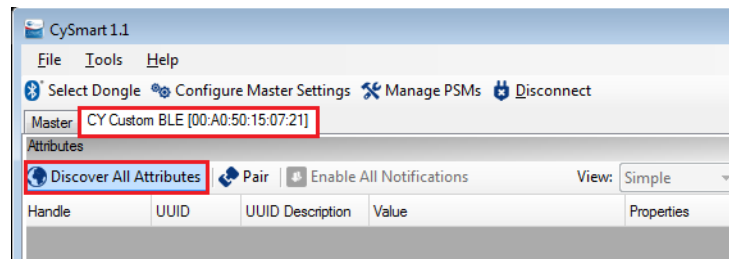 CySmart 1.1
File Tools Help
Select Dongle Configure Master Settings Manage PSMs Disconnect
Master CY Custom BLE [00:A0:50:15:07:21]
Attributes
Discover All Attributes Pair Enable All Notifications View: Simple
Handle UUID UUID Description Value Properties